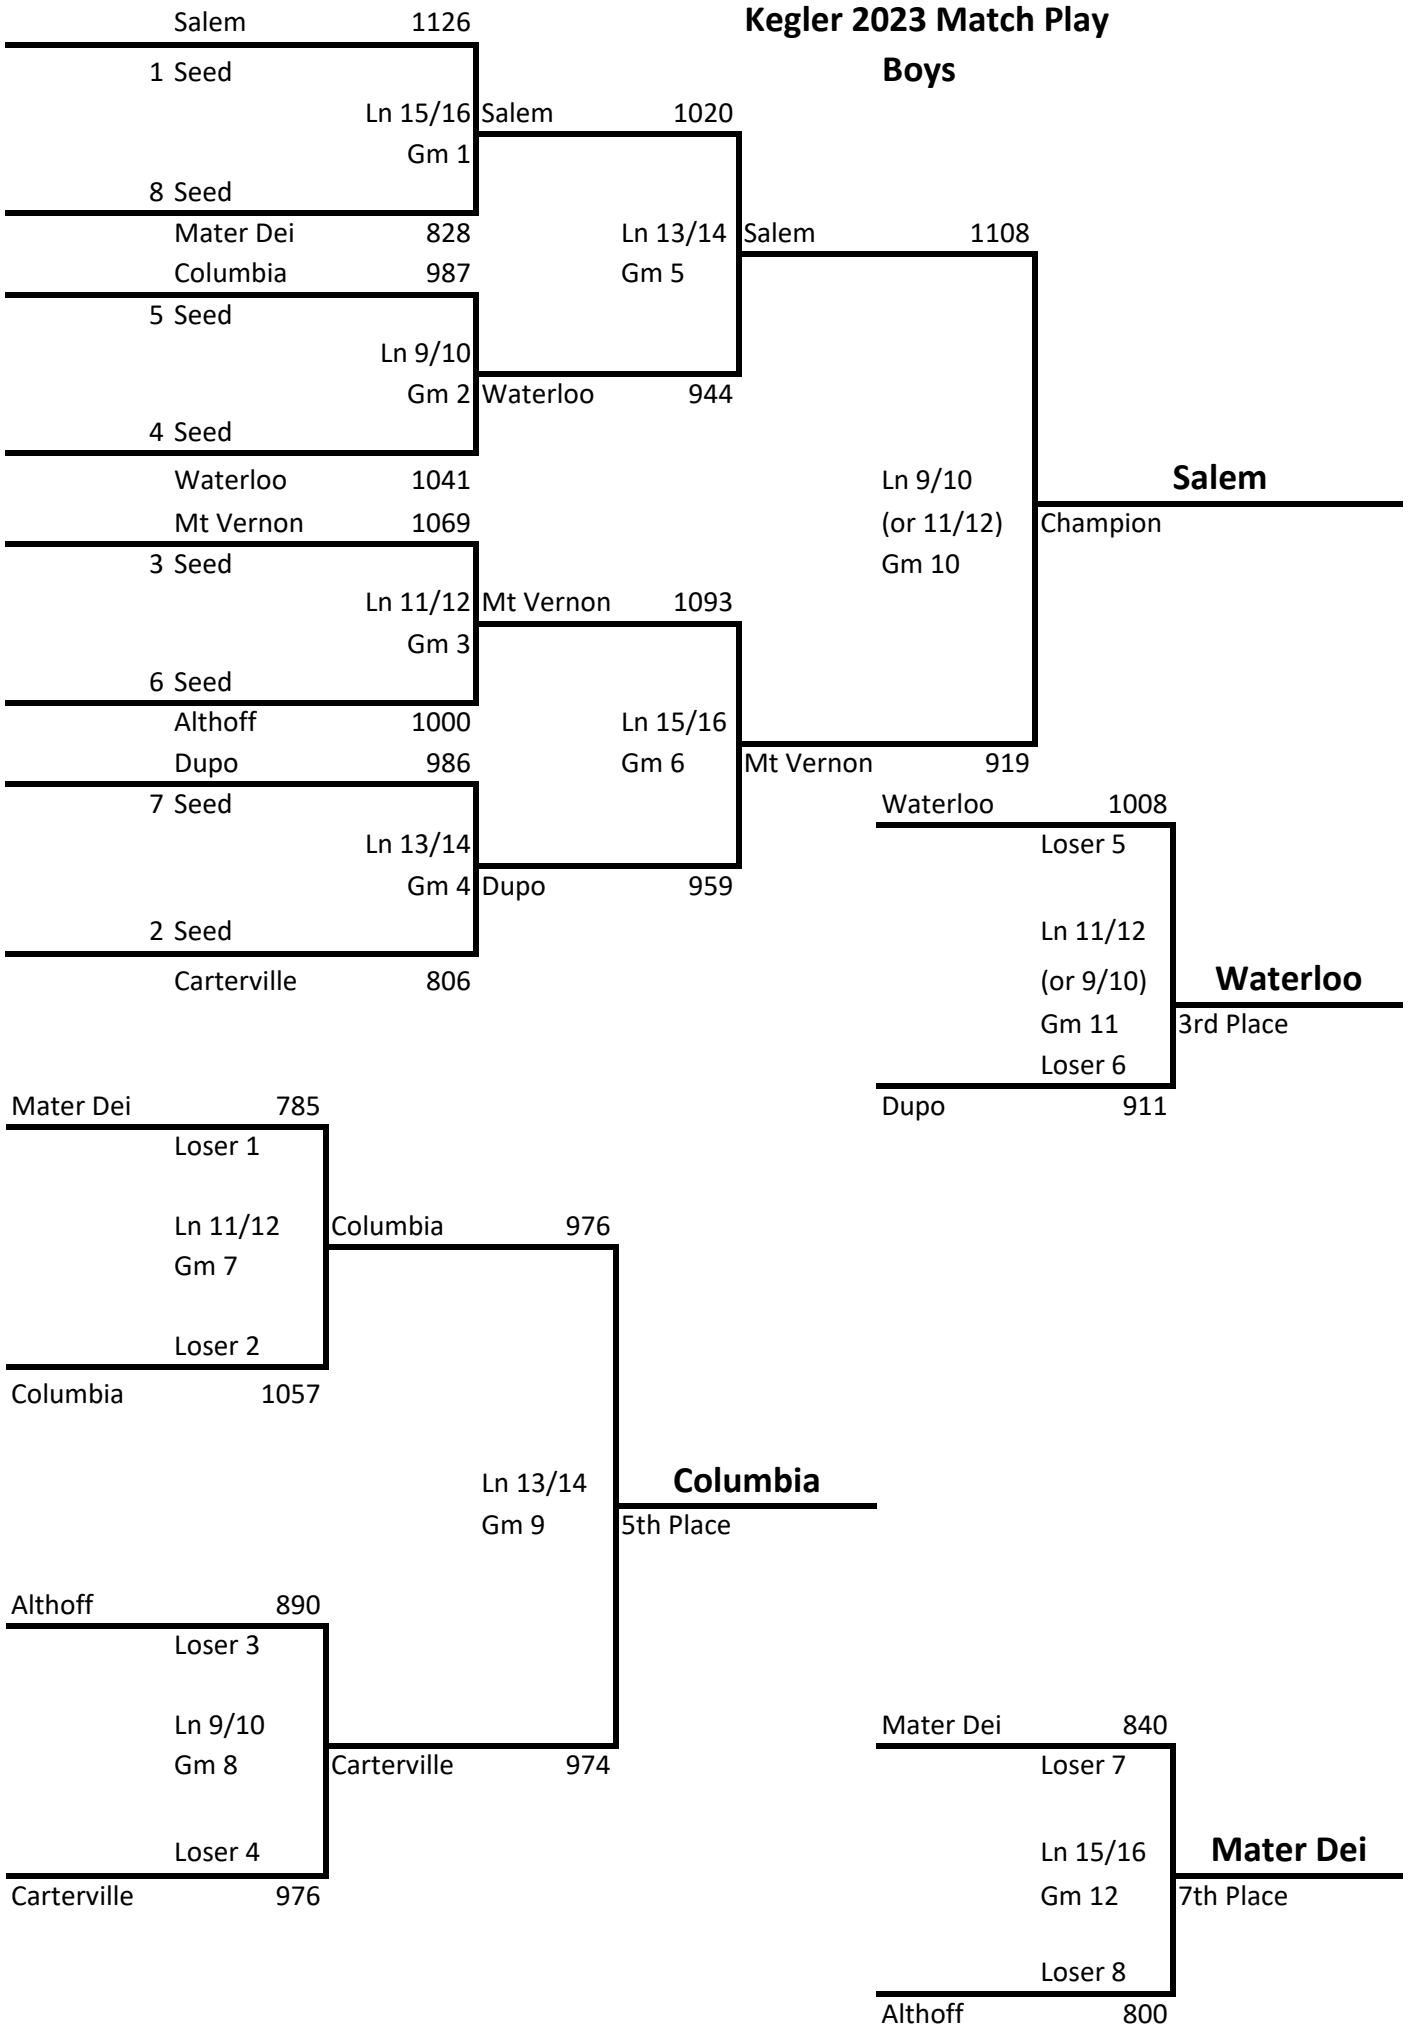 Kegler 2023 Match Play
Boys
Salem 1126
1 Seed
Ln 15/16
Gm 1
8 Seed
Mater Dei 828
Columbia 987
5 Seed
Ln 9/10
Gm 2
4 Seed
Waterloo 1041
Mt Vernon 1069
3 Seed
Ln 11/12
Gm 3
6 Seed
Althoff 1000
Dupo 986
7 Seed
Ln 13/14
Gm 4
2 Seed
Carterville 806
Salem 1020
Ln 13/14
Gm 5
Waterloo 944
Mt Vernon 1093
Ln 15/16
Gm 6
Dupo 959
Salem 1108
Ln 9/10
(or 11/12)
Gm 10
Mt Vernon 919
Salem
Champion
Waterloo 1008
Loser 5
Ln 11/12
(or 9/10)
Gm 11
Loser 6
Dupo 911
Waterloo
3rd Place
Mater Dei 785
Loser 1
Ln 11/12
Gm 7
Loser 2
Columbia 1057
Althoff 890
Loser 3
Ln 9/10
Gm 8
Loser 4
Carterville 976
Columbia 976
Ln 13/14
Gm 9
Carterville 974
Columbia
5th Place
Mater Dei 840
Loser 7
Ln 15/16
Gm 12
Loser 8
Althoff 800
Mater Dei
7th Place